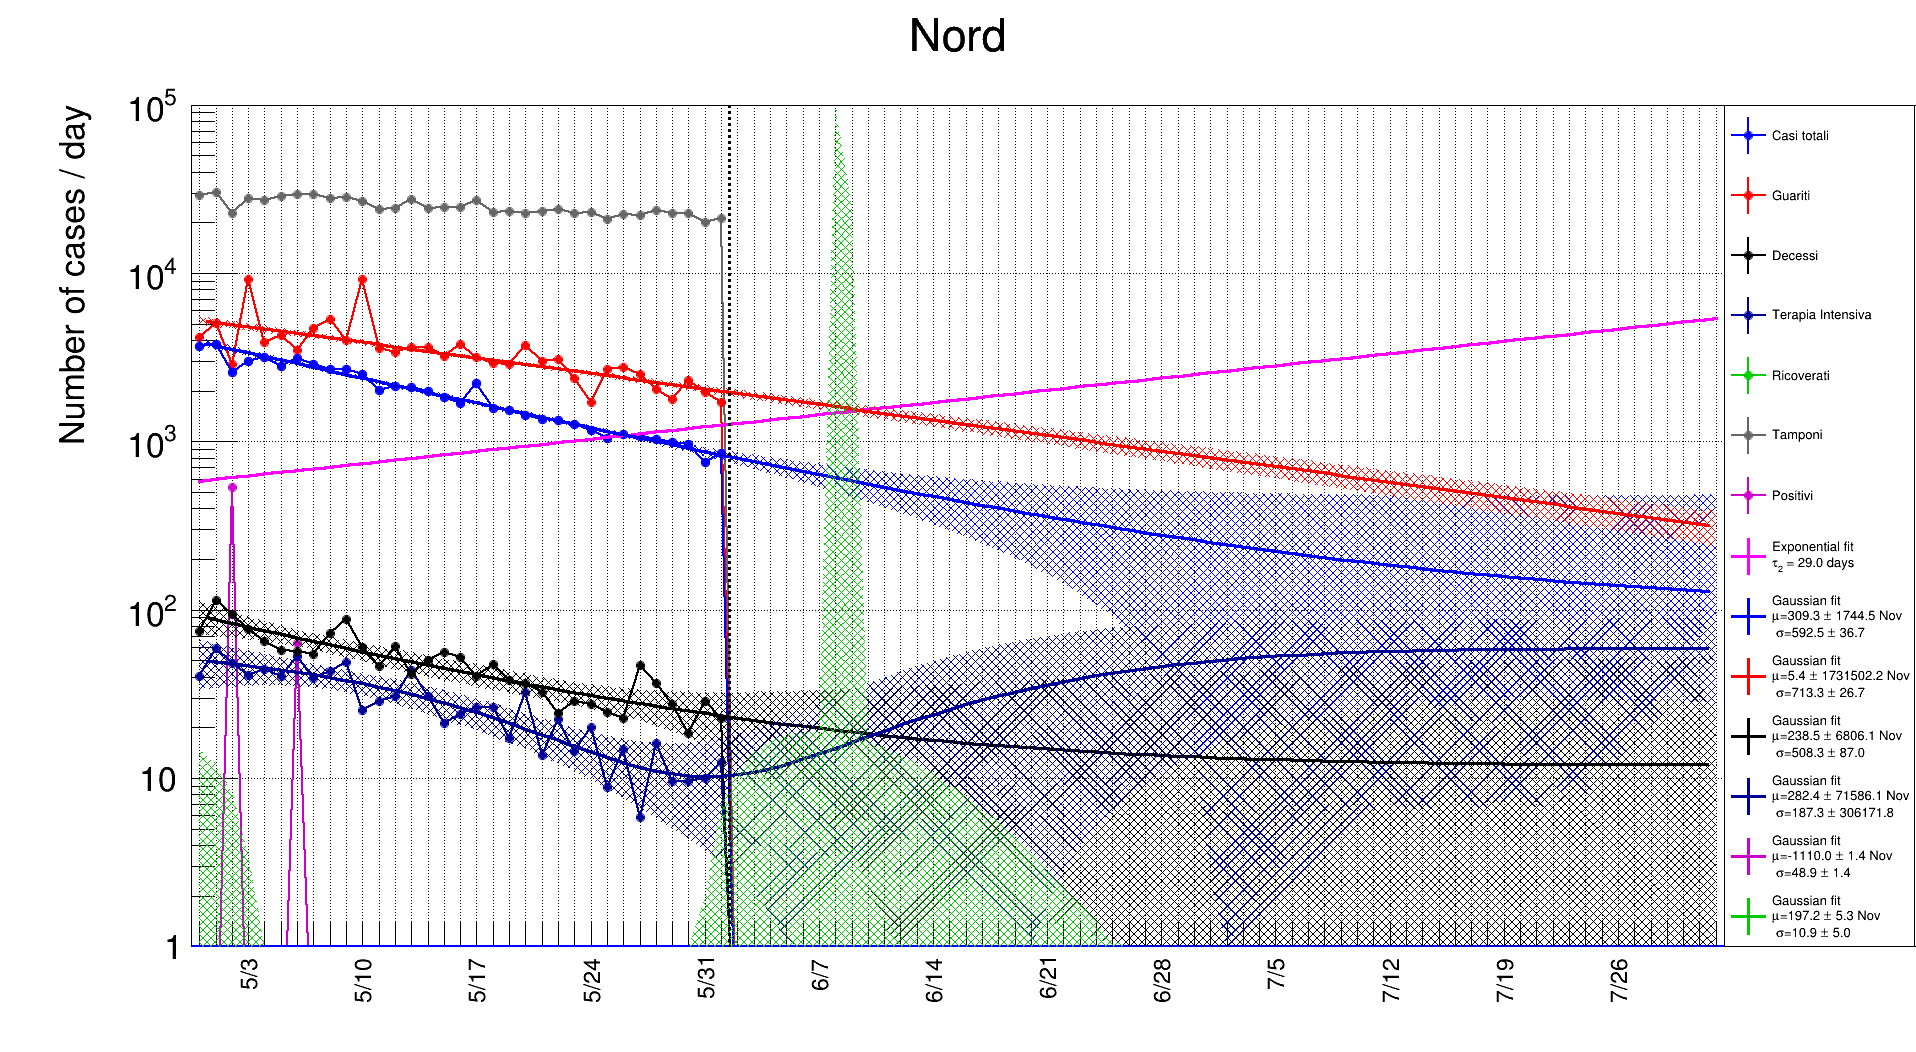 Nord
Number of cases / day
10^5
10^4
10^3
10^2
10
1
5/3
5/10
5/17
5/24
5/31
6/7
6/14
6/21
6/28
7/5
7/12
7/19
7/26
Casi totali
Guariti
Decessi
Terapia Intensiva
Ricoverati
Tamponi
Positivi
Exponential fit
τ₂ = 29.0 days
Gaussian fit
μ=309.3 ± 1744.5 Nov
σ=592.5 ± 36.7
Gaussian fit
μ=5.4 ± 1731502.2 Nov
σ=713.3 ± 26.7
Gaussian fit
μ=238.5 ± 6806.1 Nov
σ=508.3 ± 87.0
Gaussian fit
μ=282.4 ± 71586.1 Nov
σ=187.3 ± 306171.8
Gaussian fit
μ=-1110.0 ± 1.4 Nov
σ=48.9 ± 1.4
Gaussian fit
μ=197.2 ± 5.3 Nov
σ=10.9 ± 5.0